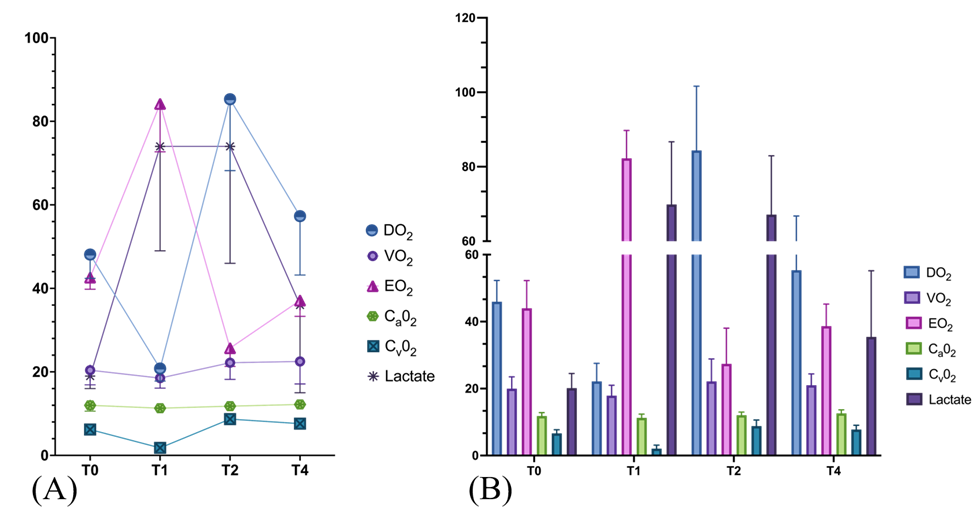 100
80
60
40
20
0
T0 T1 T2 T4
DO2
VO2
EO2
Ca02
Cv02
Lactate
(A)
120
100
80
60
60
40
20
0
T0 T1 T2 T4
DO2
VO2
EO2
Ca02
Cv02
Lactate
(B)